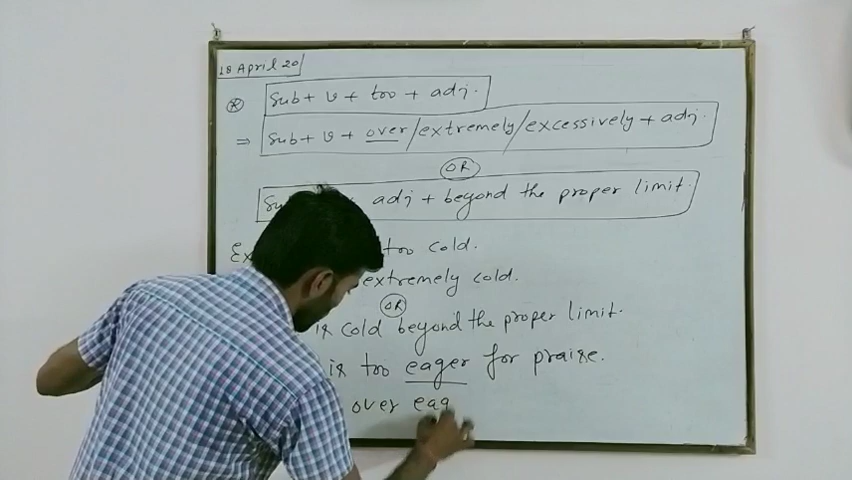 18 April 20
* Sub + v + too + adj.
⇒ Sub + v + over/extremely/excessively + adj.
OR
Su adj + beyond the proper limit.
Ex too cold.
extremely cold.
OR
is cold beyond the proper limit.
is too eager for praise.
over eag